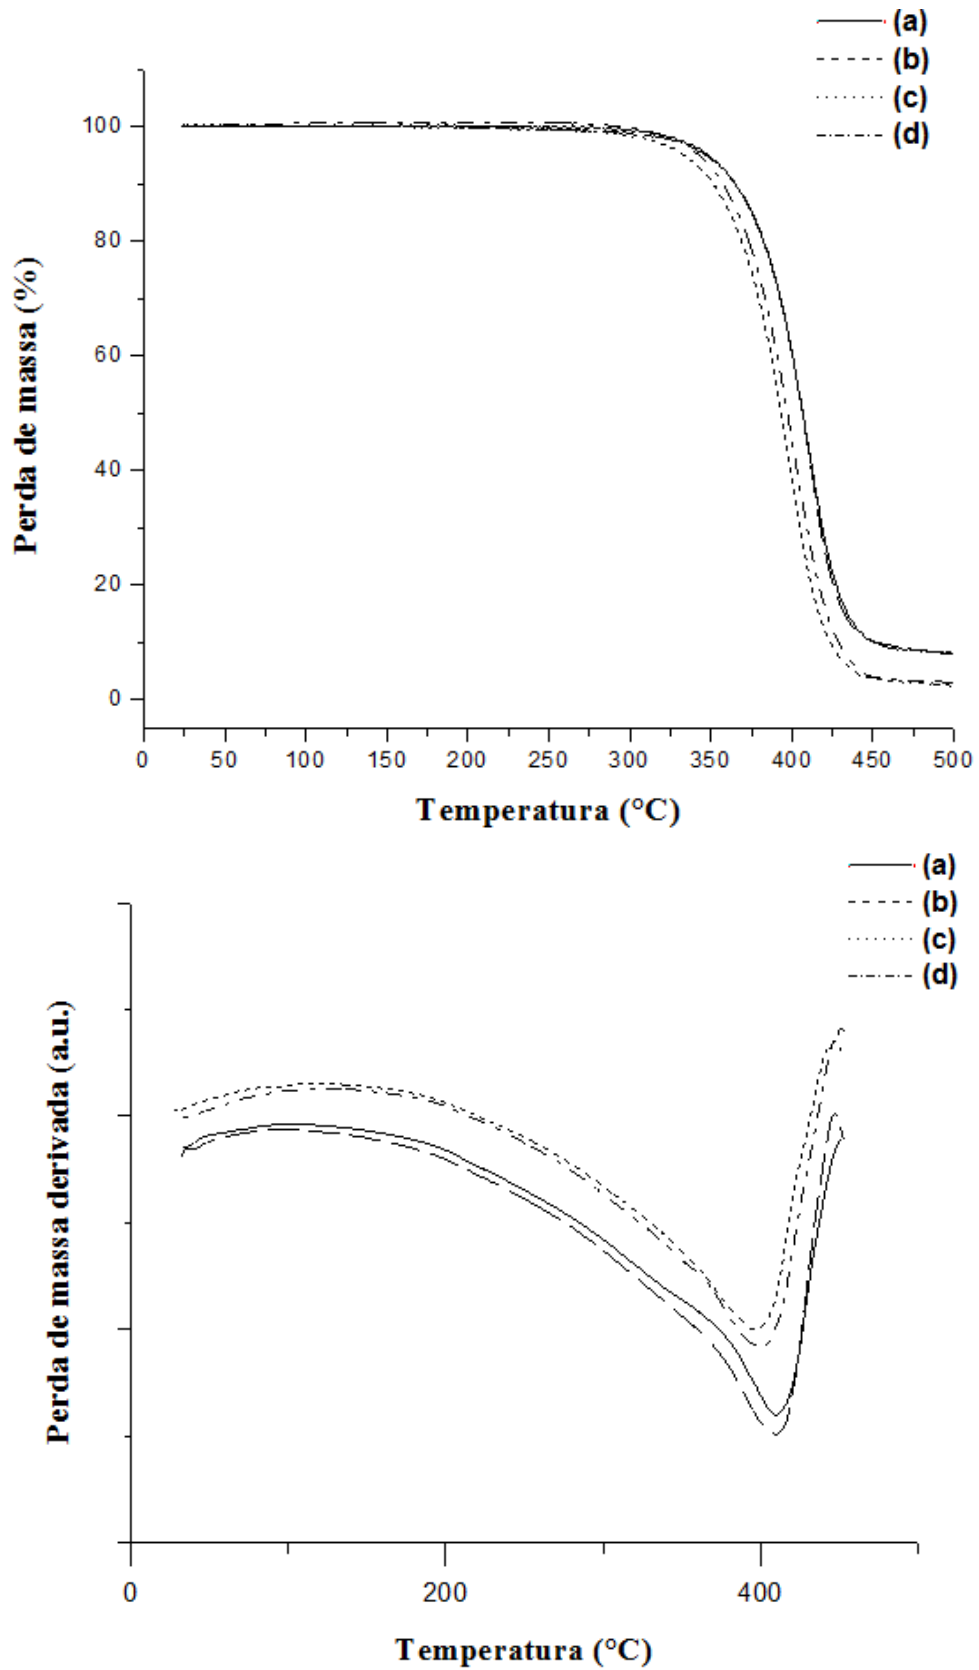 (a)
(b)
(c)
(d)
100
80
60
40
20
0
Perda de massa (%)
0 50 100 150 200 250 300 350 400 450 500
Temperatura (°C)
(a)
(b)
(c)
(d)
Perda de massa derivada (a.u.)
0 200 400
Temperatura (°C)